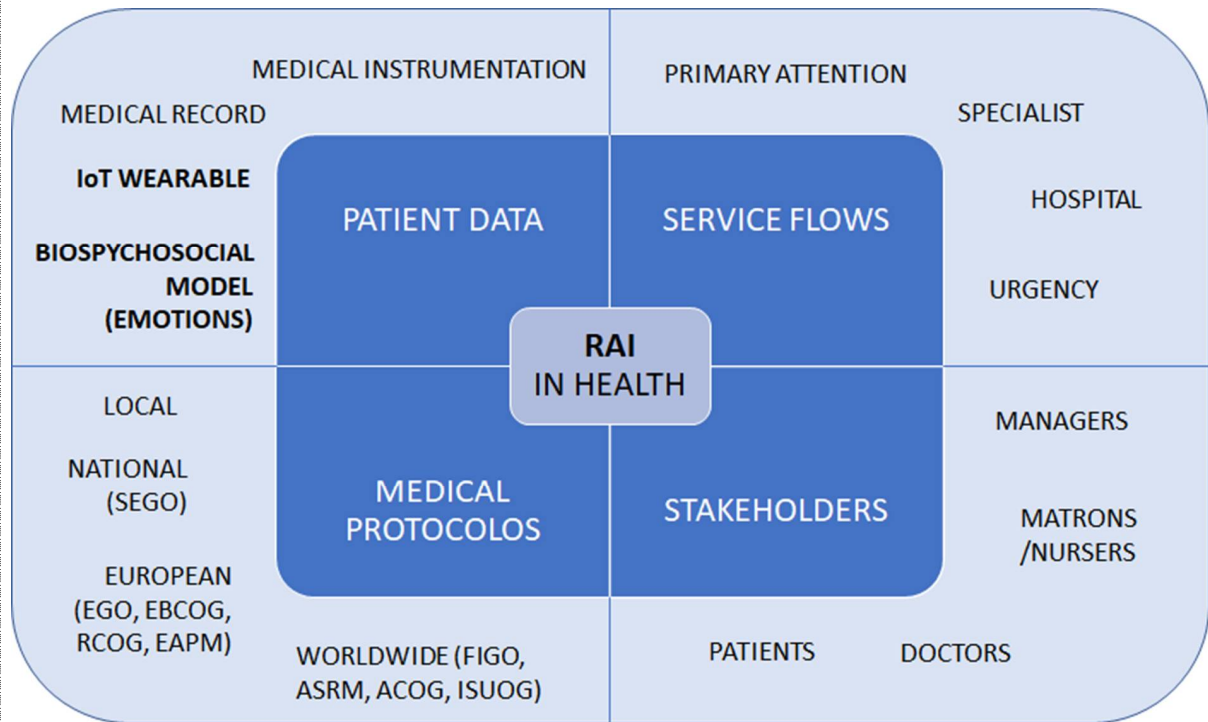 MEDICAL INSTRUMENTATION
MEDICAL RECORD
IoT WEARABLE
BIOSPYCHOSOCIAL
MODEL
(EMOTIONS)
PATIENT DATA
PRIMARY ATTENTION
SPECIALIST
HOSPITAL
URGENCY
SERVICE FLOWS
RAI
IN HEALTH
LOCAL
NATIONAL
(SEGO)
EUROPEAN
(EGO, EBCOG,
RCOG, EAPM)
WORLDWIDE (FIGO,
ASRM, ACOG, ISUOG)
MEDICAL
PROTOCOLOS
STAKEHOLDERS
MANAGERS
MATRONS
/NURSERS
PATIENTS
DOCTORS